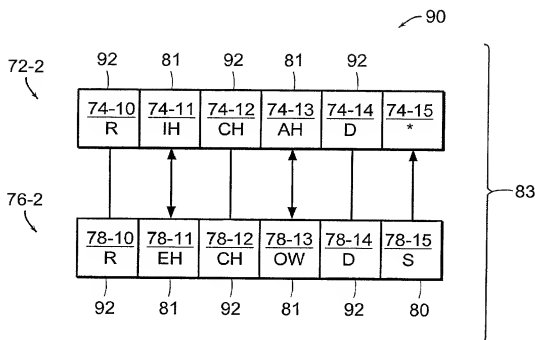 90
92 81 92 81 92
72-2
74-10 74-11 74-12 74-13 74-14 74-15
R IH CH AH D *
83
76-2
78-10 78-11 78-12 78-13 78-14 78-15
R EH CH OW D S
92 81 92 81 92 80